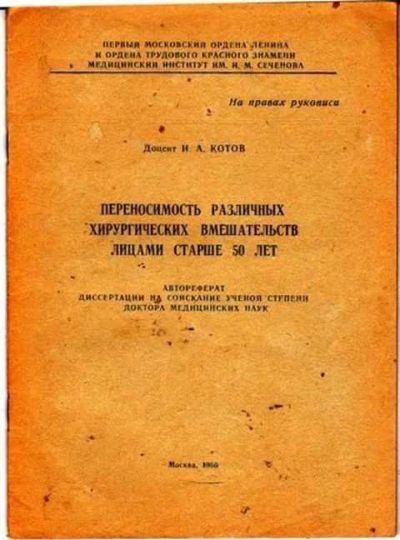 ПЕРВЫЙ МОСКОВСКИЙ ОРДЕНА ЛЕНИНА
И ОРДЕНА ТРУДОВОГО КРАСНОГО ЗНАМЕНИ
МЕДИЦИНСКИЙ ИНСТИТУТ ИМ. И. М. СЕЧЕНОВА
На правах рукописи
Доцент И. А. КОТОВ
ПЕРЕНОСИМОСТЬ РАЗЛИЧНЫХ
ХИРУРГИЧЕСКИХ ВМЕШАТЕЛЬСТВ
ЛИЦАМИ СТАРШЕ 50 ЛЕТ
АВТОРЕФЕРАТ
ДИССЕРТАЦИИ НА СОИСКАНИЕ УЧЕНОЙ СТУПЕНИ
ДОКТОРА МЕДИЦИНСКИХ НАУК
Москва,